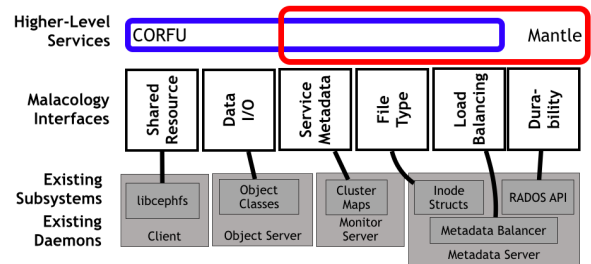 Higher-Level
Services
CORFU
Mantle
Malacology
Interfaces
Shared
Resource
Data
I/O
Service
Metadata
File
Type
Load
Balancing
Dura-
bility
Existing
Subsystems
libcephfs
Object
Classes
Cluster
Maps
Inode
Structs
RADOS API
Existing
Daemons
Client
Object Server
Monitor
Server
Metadata Balancer
Metadata Server